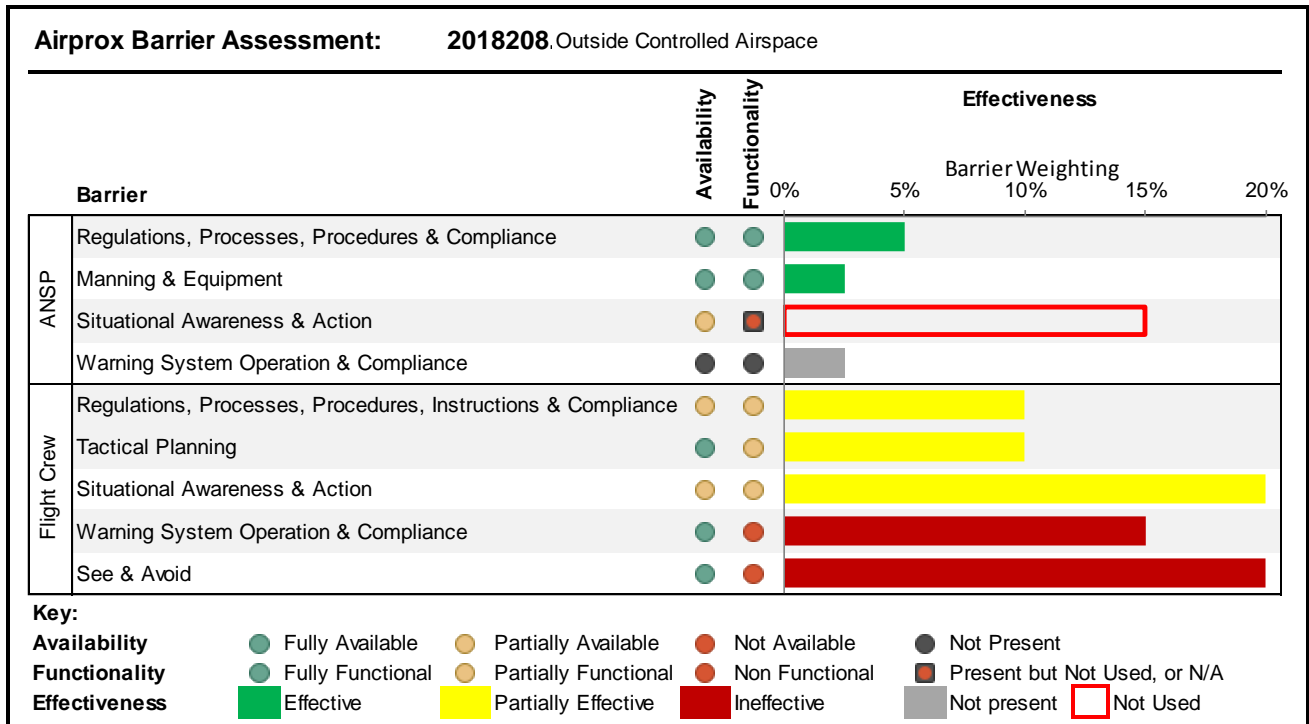 Airprox Barrier Assessment: 2018208. Outside Controlled Airspace
Availability
Functionality
Effectiveness
Barrier Weighting
Barrier
0% 5% 10% 15% 20%
ANSP
Regulations, Processes, Procedures & Compliance
Manning & Equipment
Situational Awareness & Action
Warning System Operation & Compliance
Flight Crew
Regulations, Processes, Procedures, Instructions & Compliance
Tactical Planning
Situational Awareness & Action
Warning System Operation & Compliance
See & Avoid
Key:
Availability Fully Available Partially Available Not Available Not Present
Functionality Fully Functional Partially Functional Non Functional Present but Not Used, or N/A
Effectiveness Effective Partially Effective Ineffective Not present Not Used